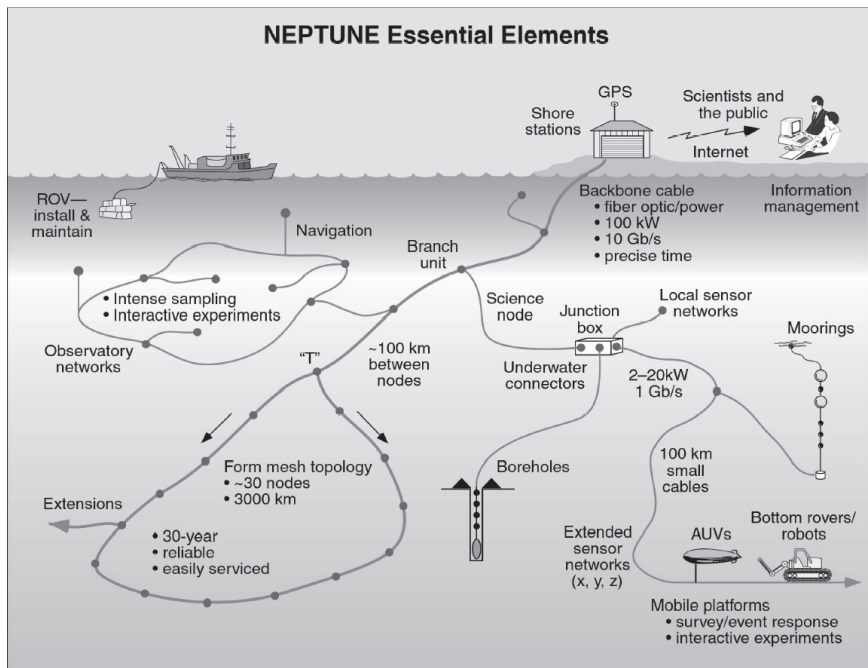 NEPTUNE Essential Elements
GPS
Shore
stations
Scientists and
the public
Internet
Information
management
ROV—
install &
maintain
Backbone cable
• fiber optic/power
• 100 kW
• 10 Gb/s
• precise time
Navigation
Branch
unit
• Intense sampling
• Interactive experiments
Observatory
networks
Science
node
Junction
box
Local sensor
networks
Moorings
"T"
~100 km
between
nodes
Underwater
connectors
2–20kW
1 Gb/s
Form mesh topology
• ~30 nodes
• 3000 km
Boreholes
100 km
small
cables
Extensions
• 30-year
• reliable
• easily serviced
Extended
sensor
networks
(x, y, z)
AUVs
Bottom rovers/
robots
Mobile platforms
• survey/event response
• interactive experiments